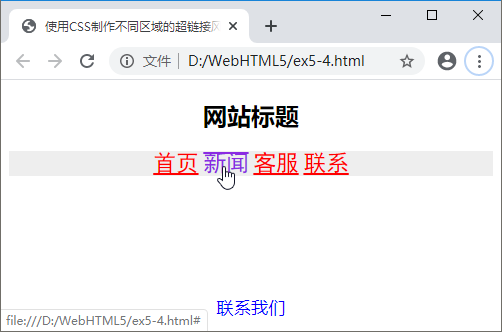 使用CSS制作不同区域的超链接风
文件 D:/WebHTML5/ex5-4.html
网站标题
首页 新闻 客服 联系
联系我们
file:///D:/WebHTML5/ex5-4.html#